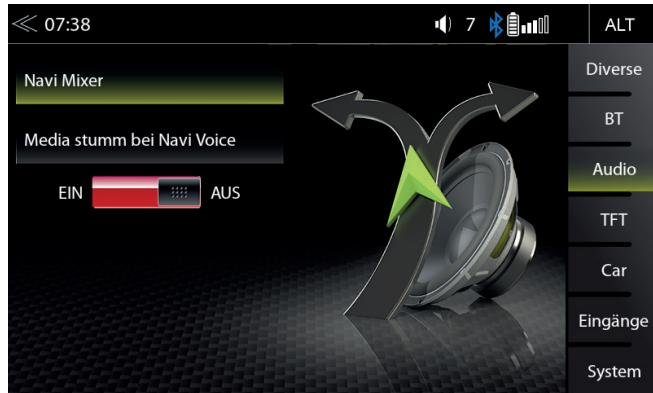 07:38
7
ALT
Navi Mixer
Media stumm bei Navi Voice
EIN AUS
Diverse
BT
Audio
TFT
Car
Eingänge
System